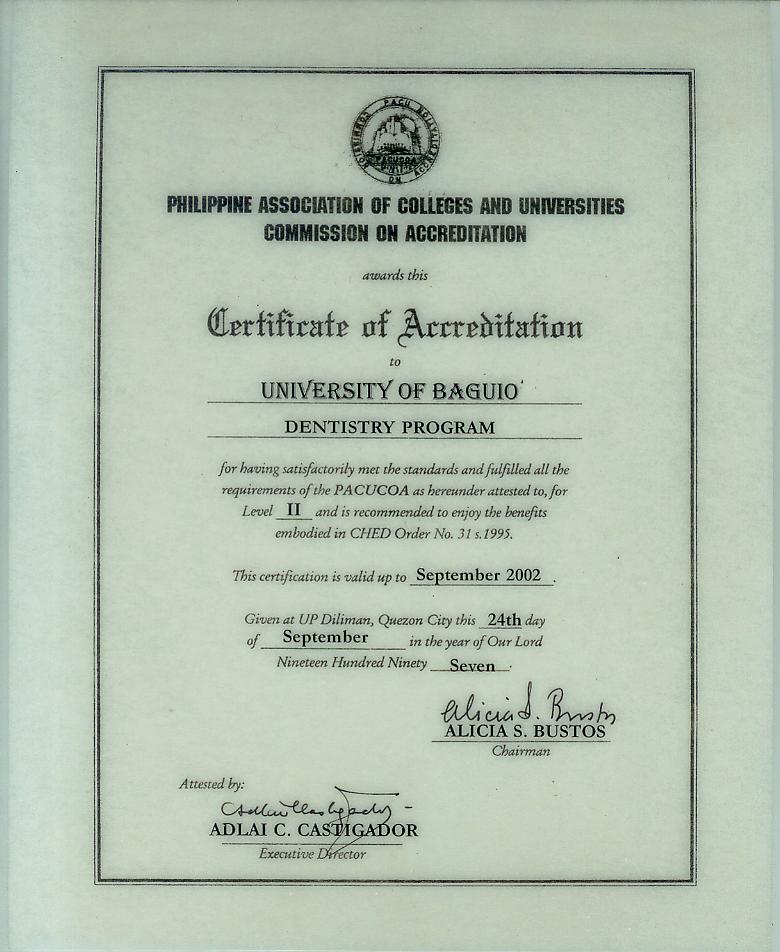 PACU COMMISSION ON ACCREDITATION
PACUCOA
PHILIPPINE ASSOCIATION OF COLLEGES AND UNIVERSITIES
COMMISSION ON ACCREDITATION
awards this
Certificate of Accreditation
to
UNIVERSITY OF BAGUIO
DENTISTRY PROGRAM
for having satisfactorily met the standards and fulfilled all the
requirements of the PACUCOA as hereunder attested to, for
Level II and is recommended to enjoy the benefits
embodied in CHED Order No. 31 s.1995.
This certification is valid up to September 2002.
Given at UP Diliman, Quezon City this 24th day
of September in the year of Our Lord
Nineteen Hundred Ninety Seven.
Alicia S. Bustos
ALICIA S. BUSTOS
Chairman
Attested by:
ADLAI C. CASTIGADOR
Executive Director